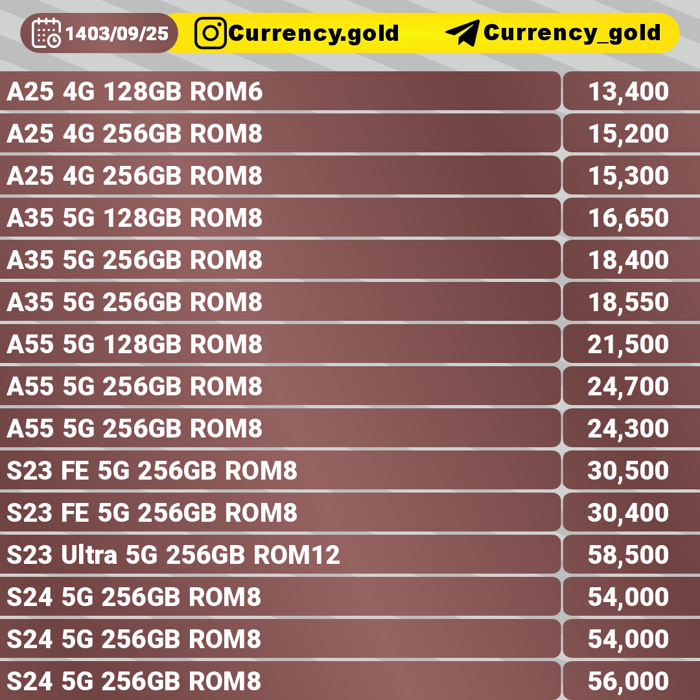 1403/09/25 Currency.gold Currency_gold
A25 4G 128GB ROM6 13,400
A25 4G 256GB ROM8 15,200
A25 4G 256GB ROM8 15,300
A35 5G 128GB ROM8 16,650
A35 5G 256GB ROM8 18,400
A35 5G 256GB ROM8 18,550
A55 5G 128GB ROM8 21,500
A55 5G 256GB ROM8 24,700
A55 5G 256GB ROM8 24,300
S23 FE 5G 256GB ROM8 30,500
S23 FE 5G 256GB ROM8 30,400
S23 Ultra 5G 256GB ROM12 58,500
S24 5G 256GB ROM8 54,000
S24 5G 256GB ROM8 54,000
S24 5G 256GB ROM8 56,000